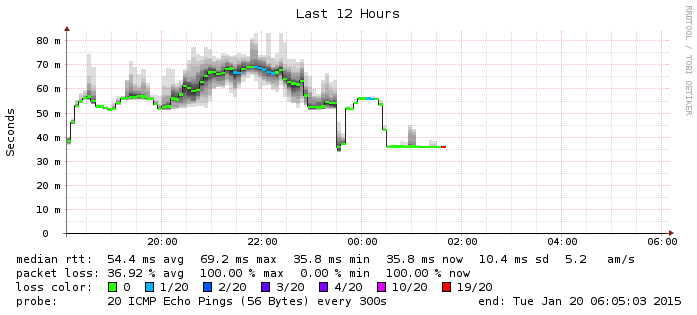 Last 12 Hours
RRDTOOL / TOBI OETIKER
Seconds
80 m
70 m
60 m
50 m
40 m
30 m
20 m
10 m
0
20:00 22:00 00:00 02:00 04:00 06:00
median rtt: 54.4 ms avg 69.2 ms max 35.8 ms min 35.8 ms now 10.4 ms sd 5.2 am/s
packet loss: 36.92 % avg 100.00 % max 0.00 % min 100.00 % now
loss color: 0 1/20 2/20 3/20 4/20 10/20 19/20
probe: 20 ICMP Echo Pings (56 Bytes) every 300s end: Tue Jan 20 06:05:03 2015